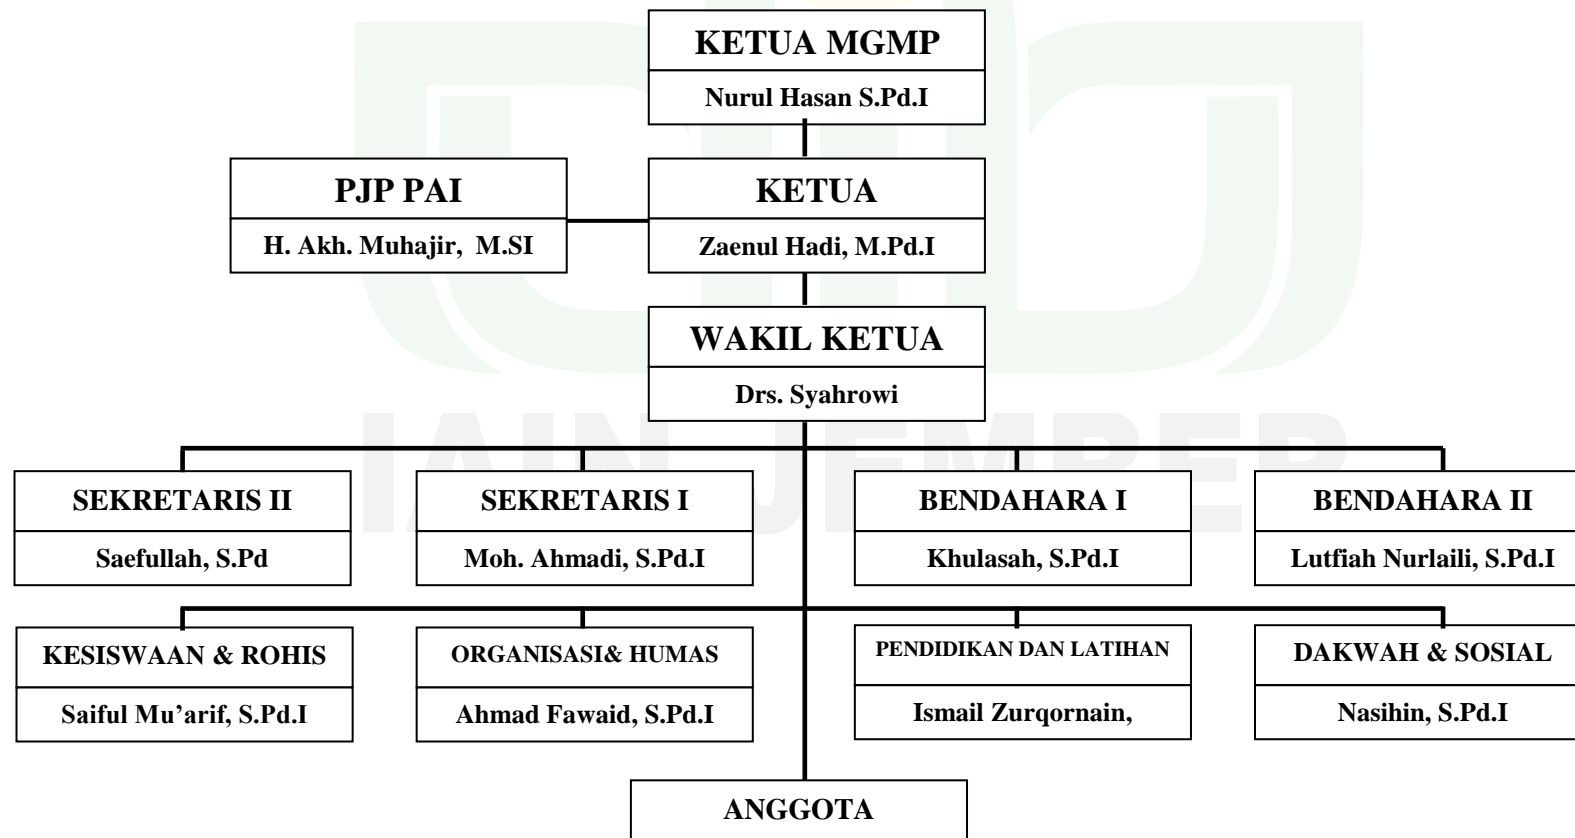 KETUA MGMP
Nurul Hasan S.Pd.I
PJP PAI
H. Akh. Muhajir, M.SI
KETUA
Zaenul Hadi, M.Pd.I
WAKIL KETUA
Drs. Syahrowi
IAIN JEMBER
SEKRETARIS II
Saefullah, S.Pd
SEKRETARIS I
Moh. Ahmadi, S.Pd.I
BENDAHARA I
Khulasah, S.Pd.I
BENDAHARA II
Lutfiah Nurlaili, S.Pd.I
KESISWAAN & ROHIS
Saiful Mu’arif, S.Pd.I
ORGANISASI& HUMAS
Ahmad Fawaid, S.Pd.I
PENDIDIKAN DAN LATIHAN
Ismail Zurqornain,
DAKWAH & SOSIAL
Nasihin, S.Pd.I
ANGGOTA